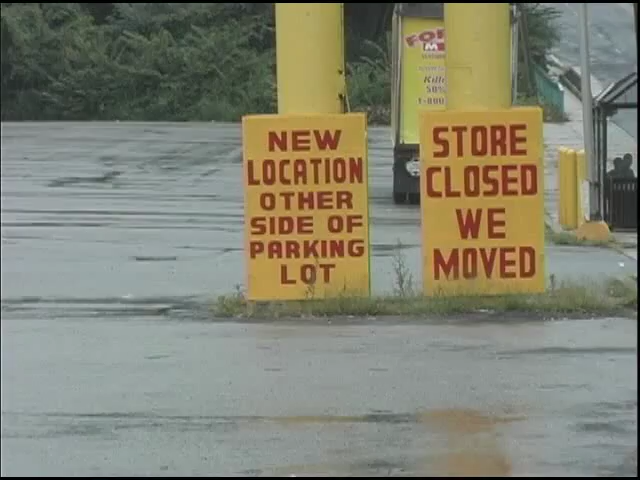 NEW
LOCATION
OTHER
SIDE OF
PARKING
LOT
STORE
CLOSED
WE
MOVED